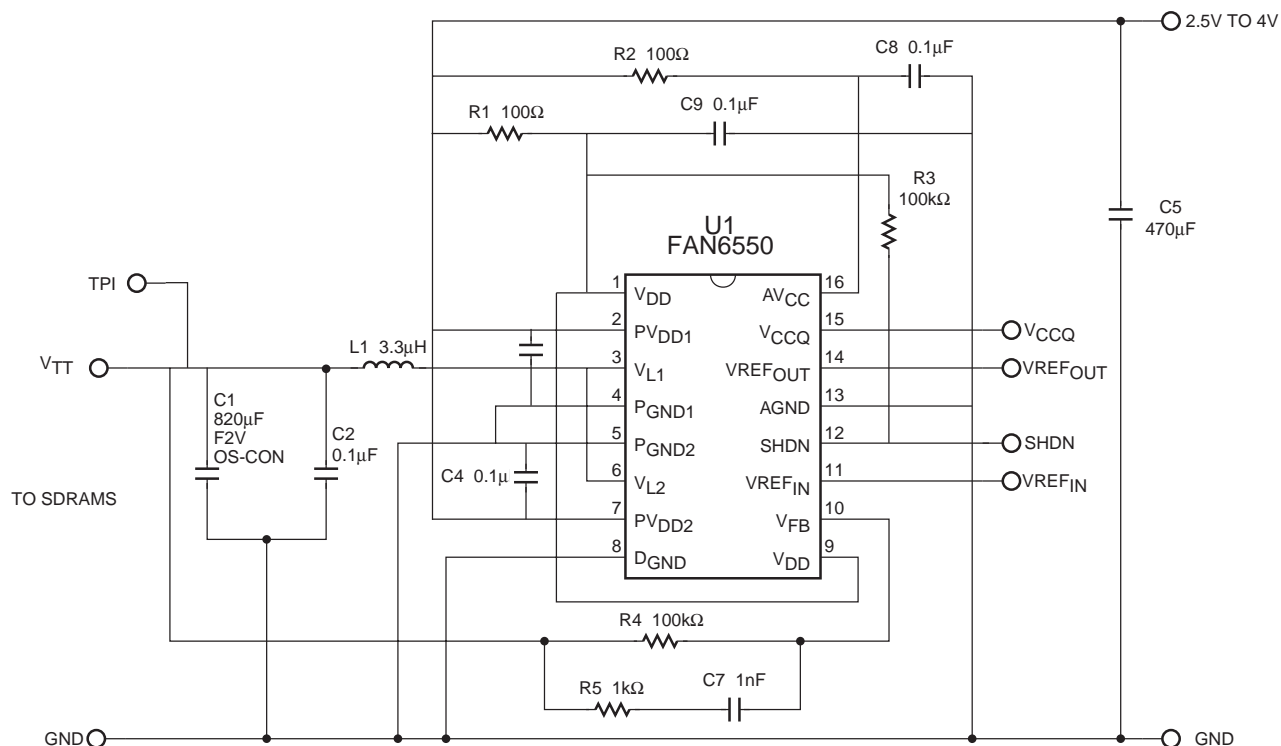 2.5V TO 4V
R2 100Ω
C8 0.1µF
R1 100Ω
C9 0.1µF
R3
100kΩ
C5
470µF
U1
FAN6550
TPI
VTT
L1 3.3µH
C1
820µF
F2V
OS-CON
C2
0.1µF
C4 0.1µ
TO SDRAMS
1
VDD
2
PVDD1
3
VL1
4
PGND1
5
PGND2
6
VL2
7
PVDD2
8
DGND
16
AVCC
15
VCCQ
14
VREFOUT
13
AGND
12
SHDN
11
VREFIN
10
VFB
9
VDD
VCCQ
VREFOUT
SHDN
VREFIN
R4 100kΩ
R5 1kΩ
C7 1nF
GND
GND